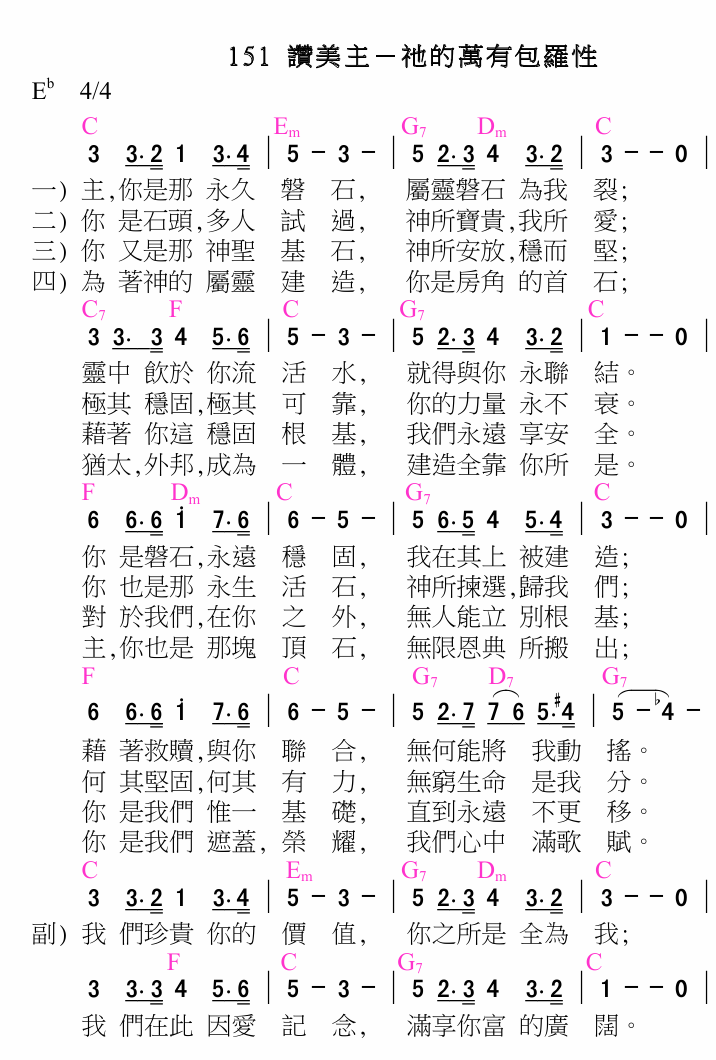 151 讚美主－祂的萬有包羅性
E♭ 4/4
C Em G7 Dm C
3 3·2 1 3·4 | 5 － 3 － | 5 2·3 4 3·2 | 3 － － 0 |
一) 主,你是那 永久 磐 石, 屬靈磐石 為我 裂;
二) 你 是石頭,多人 試 過, 神所寶貴,我所 愛;
三) 你 又是那 神聖 基 石, 神所安放,穩而 堅;
四) 為 著神的 屬靈 建 造, 你是房角 的首 石;
C7 F C G7 C
3 3· 3 4 5·6 | 5 － 3 － | 5 2·3 4 3·2 | 1 － － 0 |
靈中 飲於 你流 活 水, 就得與你 永聯 結。
極其 穩固,極其 可 靠, 你的力量 永不 衰。
藉著 你這 穩固 根 基, 我們永遠 享安 全。
猶太,外邦,成為 一 體, 建造全靠 你所 是。
F Dm C G7 C
6 6·6 i 7·6 | 6 － 5 － | 5 6·5 4 5·4 | 3 － － 0 |
你 是磐石,永遠 穩 固, 我在其上 被建 造;
你 也是那 永生 活 石, 神所揀選,歸我 們;
對 於我們,在你 之 外, 無人能立 別根 基;
主,你也是 那塊 頂 石, 無限恩典 所搬 出;
F C G7 D7 G7
6 6·6 i 7·6 | 6 － 5 － | 5 2·7 7 6 5·♯4 | 5 － ♭4 －
藉 著救贖,與你 聯 合, 無何能將 我動 搖。
何 其堅固,何其 有 力, 無窮生命 是我 分。
你 是我們 惟一 基 礎, 直到永遠 不更 移。
你 是我們 遮蓋, 榮 耀, 我們心中 滿歌 賦。
C Em G7 Dm C
3 3·2 1 3·4 | 5 － 3 － | 5 2·3 4 3·2 | 3 － － 0 |
副) 我 們珍貴 你的 價 值, 你之所是 全為 我;
F C G7 C
3 3·3 4 5·6 | 5 － 3 － | 5 2·3 4 3·2 | 1 － － 0 |
我 們在此 因愛 記 念, 滿享你富 的廣 闊。